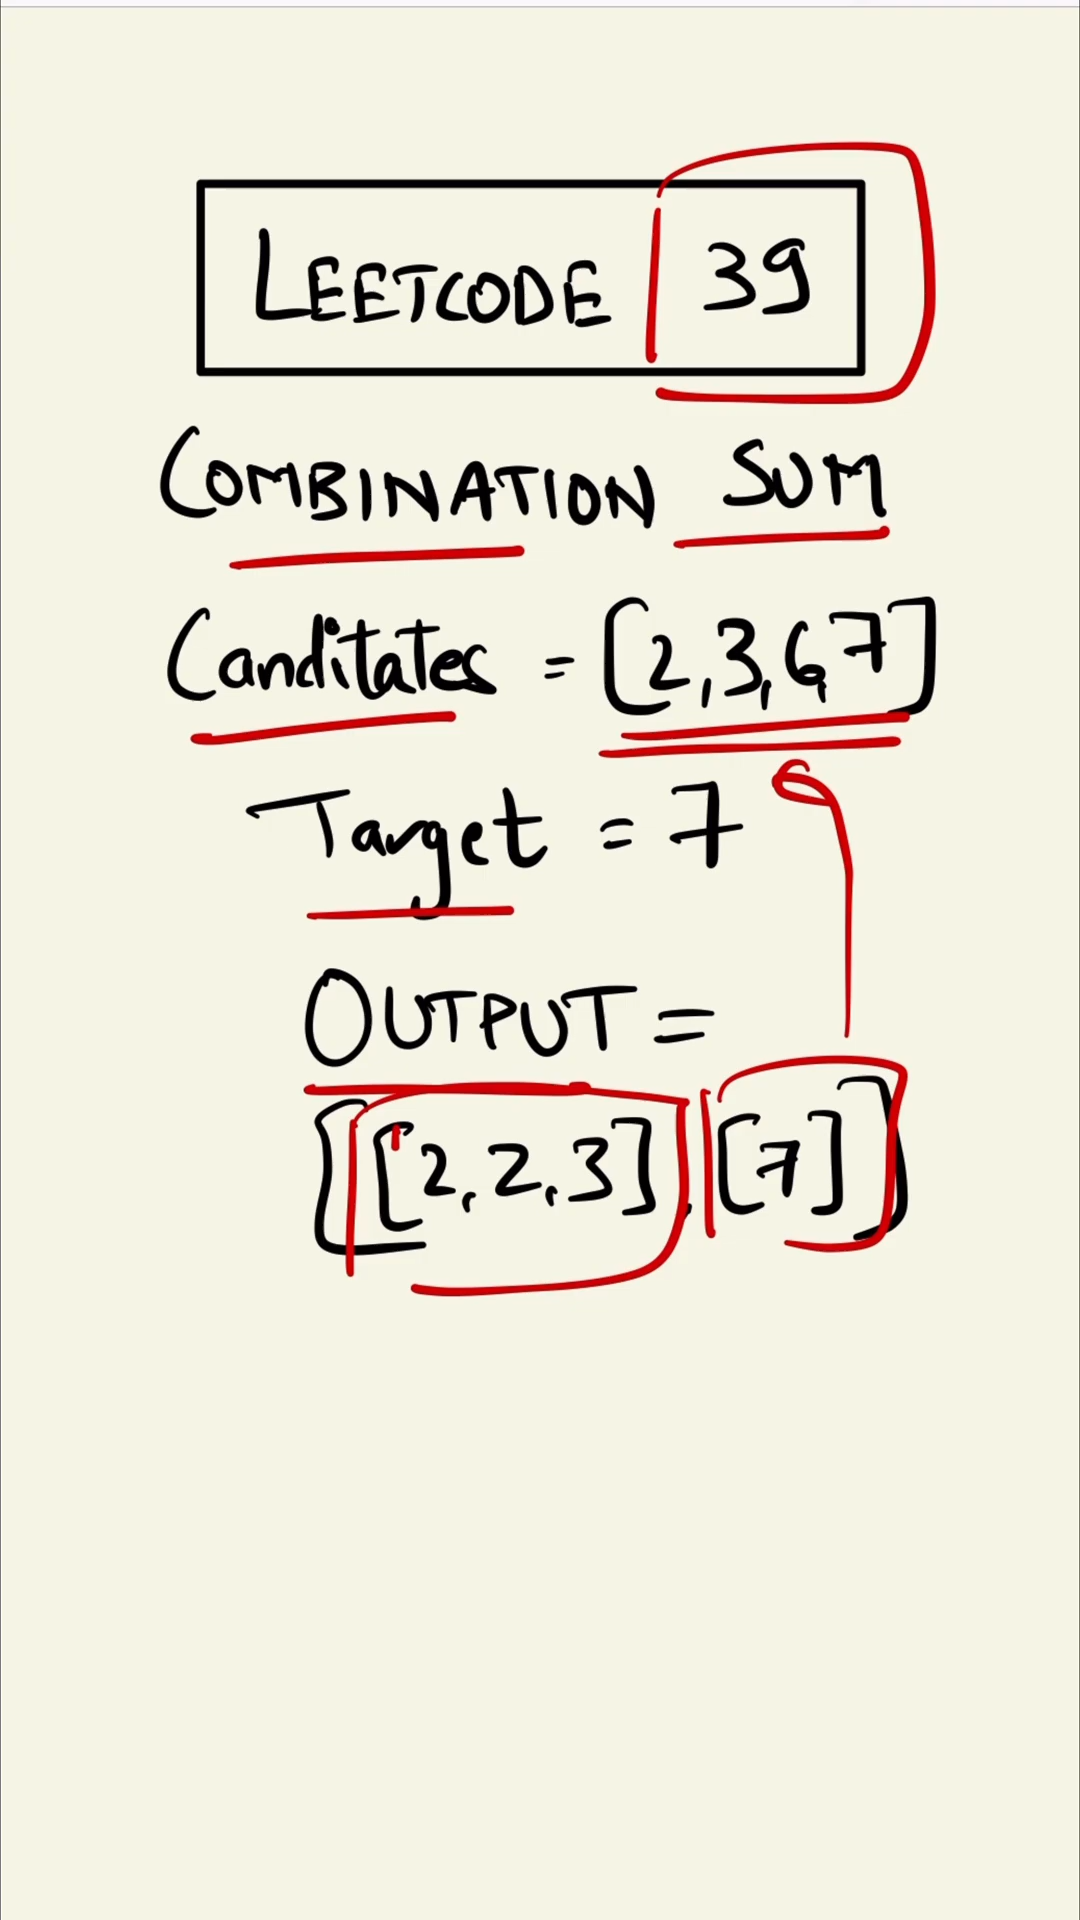 LEETCODE 39
COMBINATION SUM
Canditates = [2,3,6,7]
Target = 7
OUTPUT =
[[2,2,3],[7]]